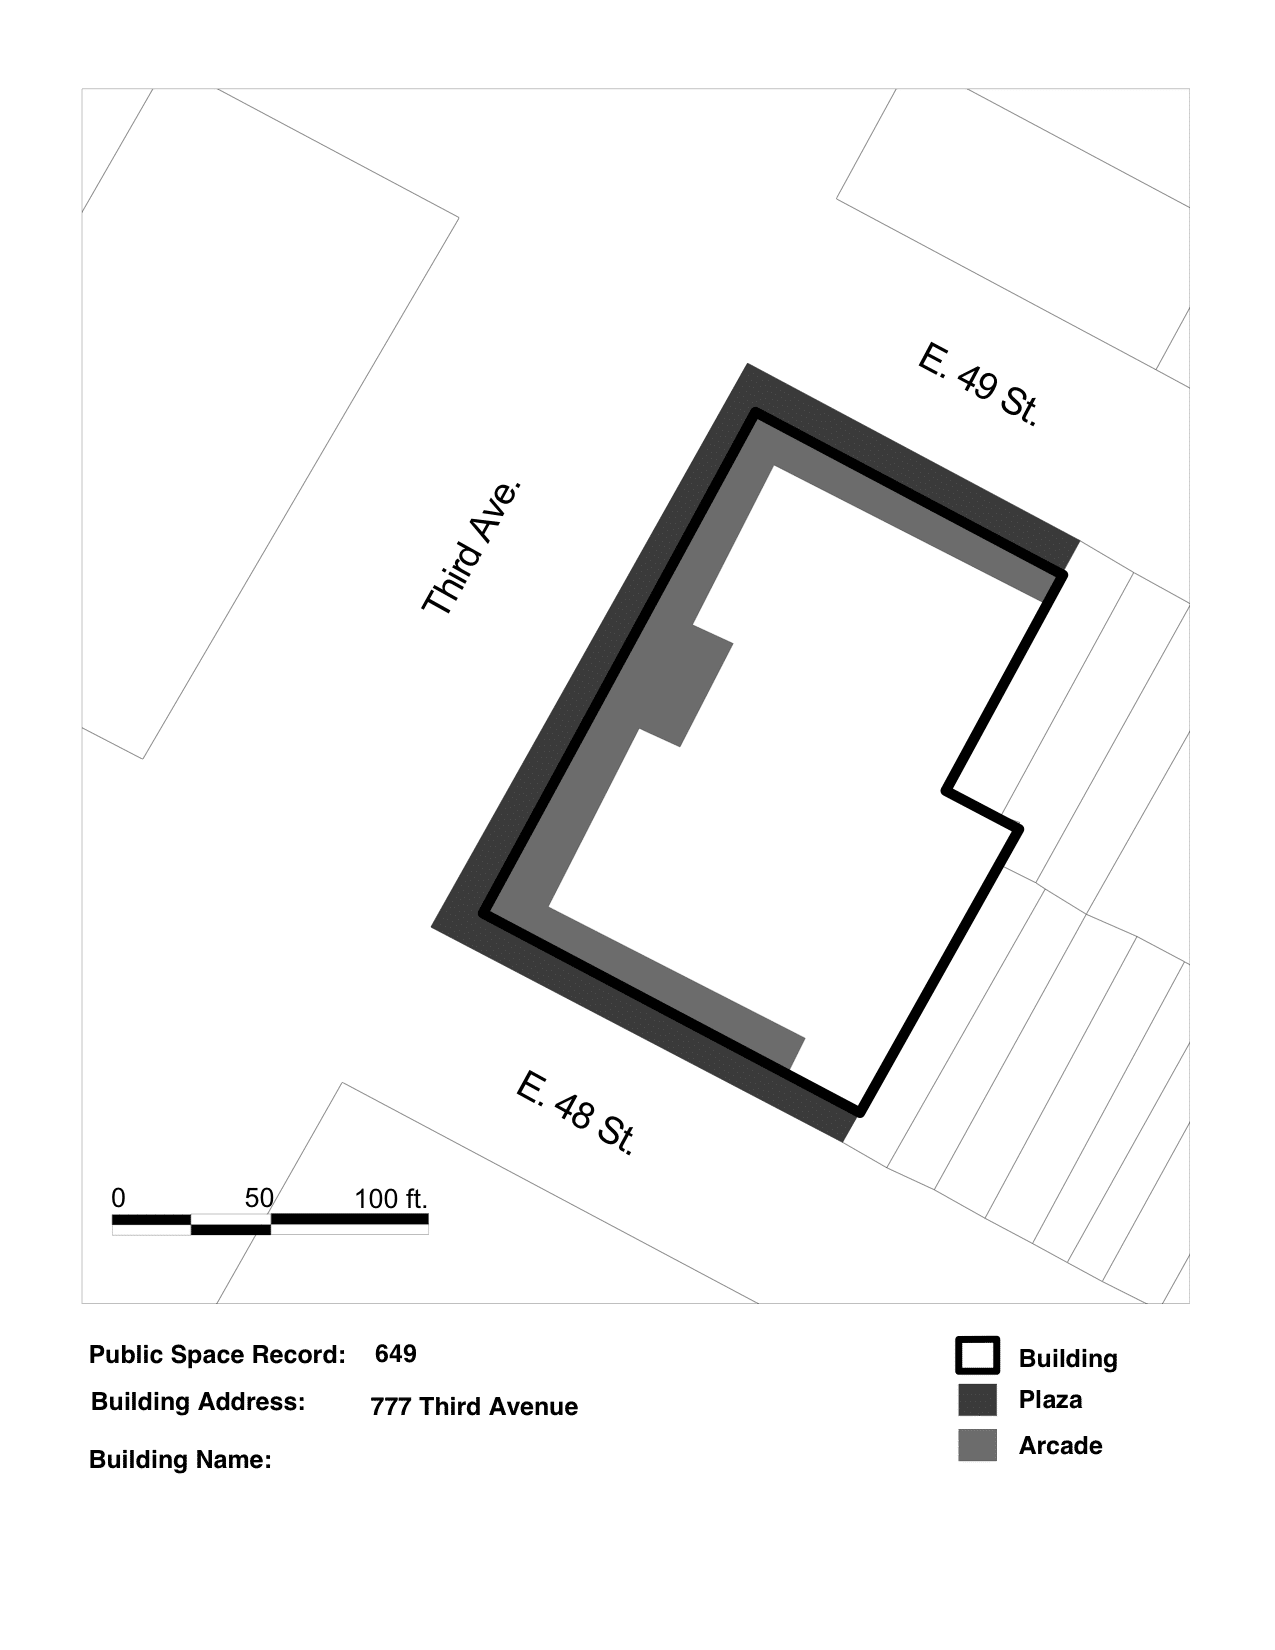 E. 49 St.
Third Ave.
E. 48 St.
0 50 100 ft.
Public Space Record: 649
Building Address: 777 Third Avenue
Building Name:
Building
Plaza
Arcade